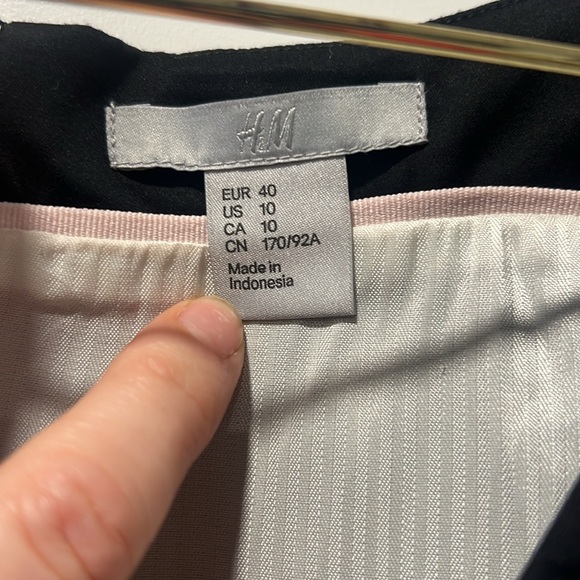 H&M
EUR 40
US 10
CA 10
CN 170/92A
Made in
Indonesia